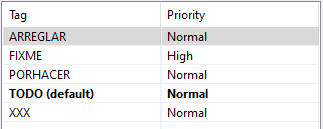 Tag Priority
ARREGLAR Normal
FIXME High
PORHACER Normal
TODO (default) Normal
XXX Normal